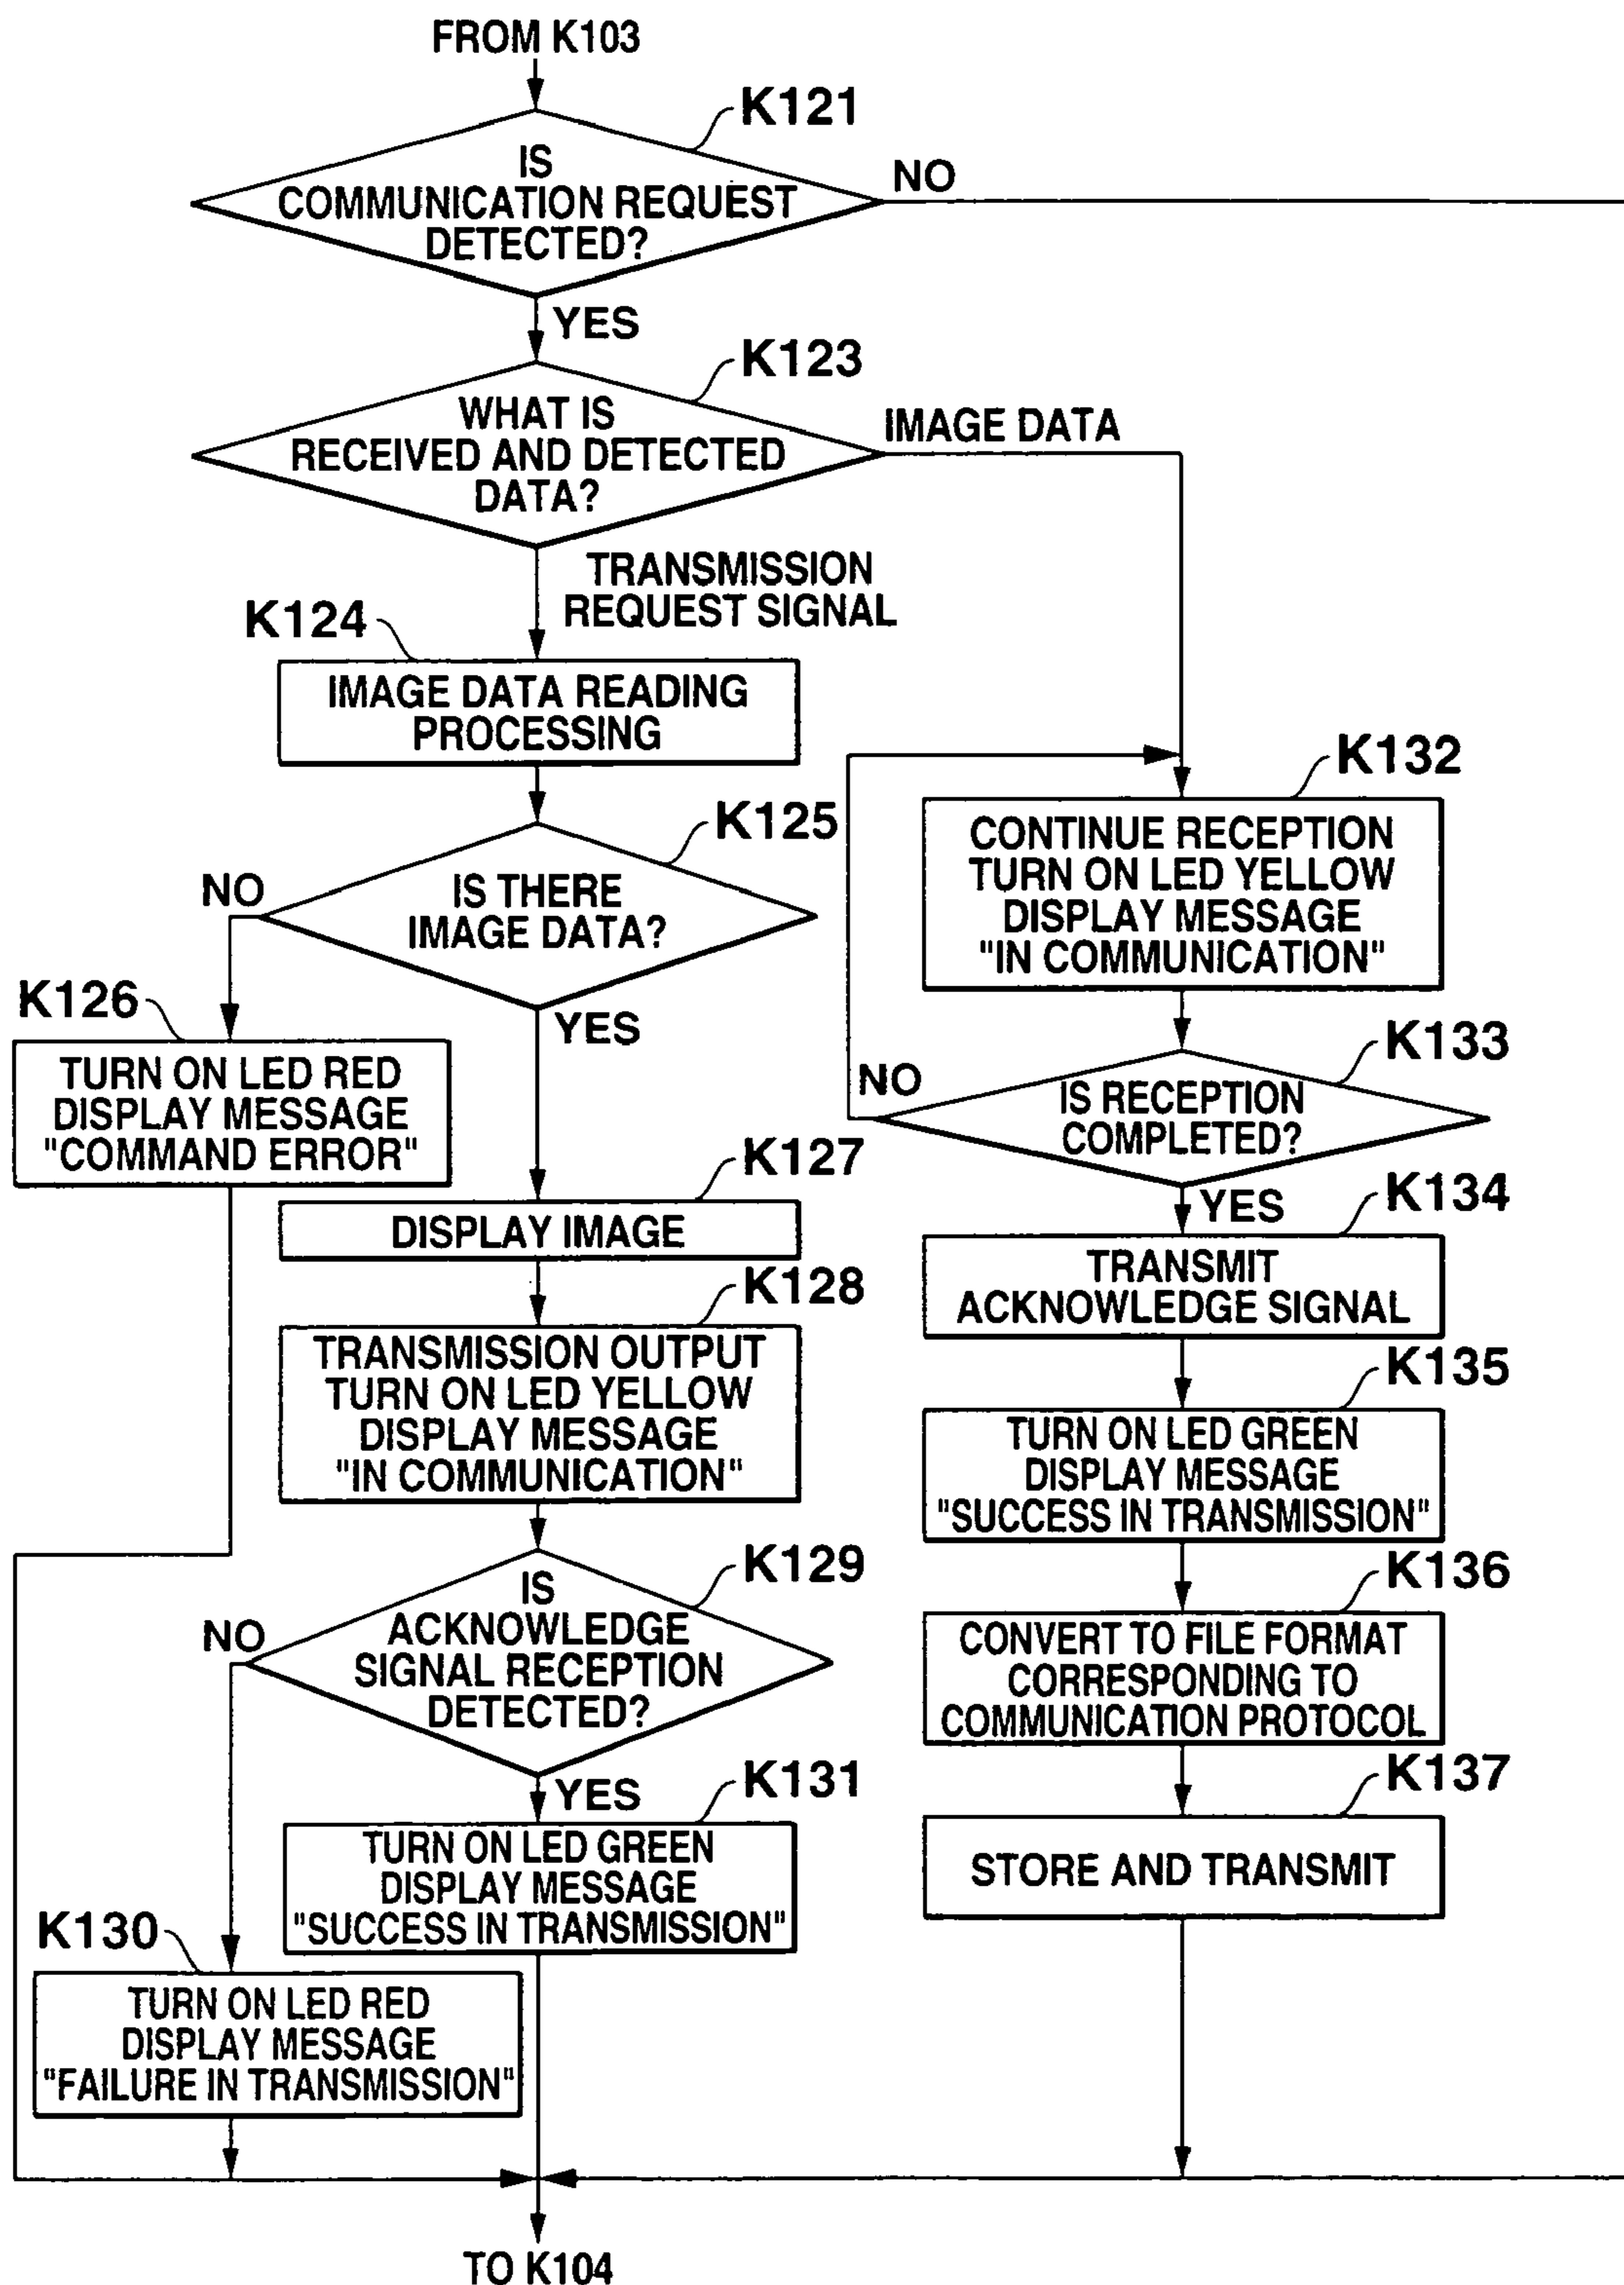 FROM K103
K121
IS
COMMUNICATION REQUEST
DETECTED?
NO
YES
K123
WHAT IS
RECEIVED AND DETECTED
DATA?
IMAGE DATA
TRANSMISSION
REQUEST SIGNAL
K124
IMAGE DATA READING
PROCESSING
K125
IS THERE
IMAGE DATA?
NO
YES
K126
TURN ON LED RED
DISPLAY MESSAGE
"COMMAND ERROR"
K127
DISPLAY IMAGE
K128
TRANSMISSION OUTPUT
TURN ON LED YELLOW
DISPLAY MESSAGE
"IN COMMUNICATION"
K129
IS
ACKNOWLEDGE
SIGNAL RECEPTION
DETECTED?
NO
YES
K131
TURN ON LED GREEN
DISPLAY MESSAGE
"SUCCESS IN TRANSMISSION"
K130
TURN ON LED RED
DISPLAY MESSAGE
"FAILURE IN TRANSMISSION"
K132
CONTINUE RECEPTION
TURN ON LED YELLOW
DISPLAY MESSAGE
"IN COMMUNICATION"
K133
NO
IS RECEPTION
COMPLETED?
YES
K134
TRANSMIT
ACKNOWLEDGE SIGNAL
K135
TURN ON LED GREEN
DISPLAY MESSAGE
"SUCCESS IN TRANSMISSION"
K136
CONVERT TO FILE FORMAT
CORRESPONDING TO
COMMUNICATION PROTOCOL
K137
STORE AND TRANSMIT
TO K104